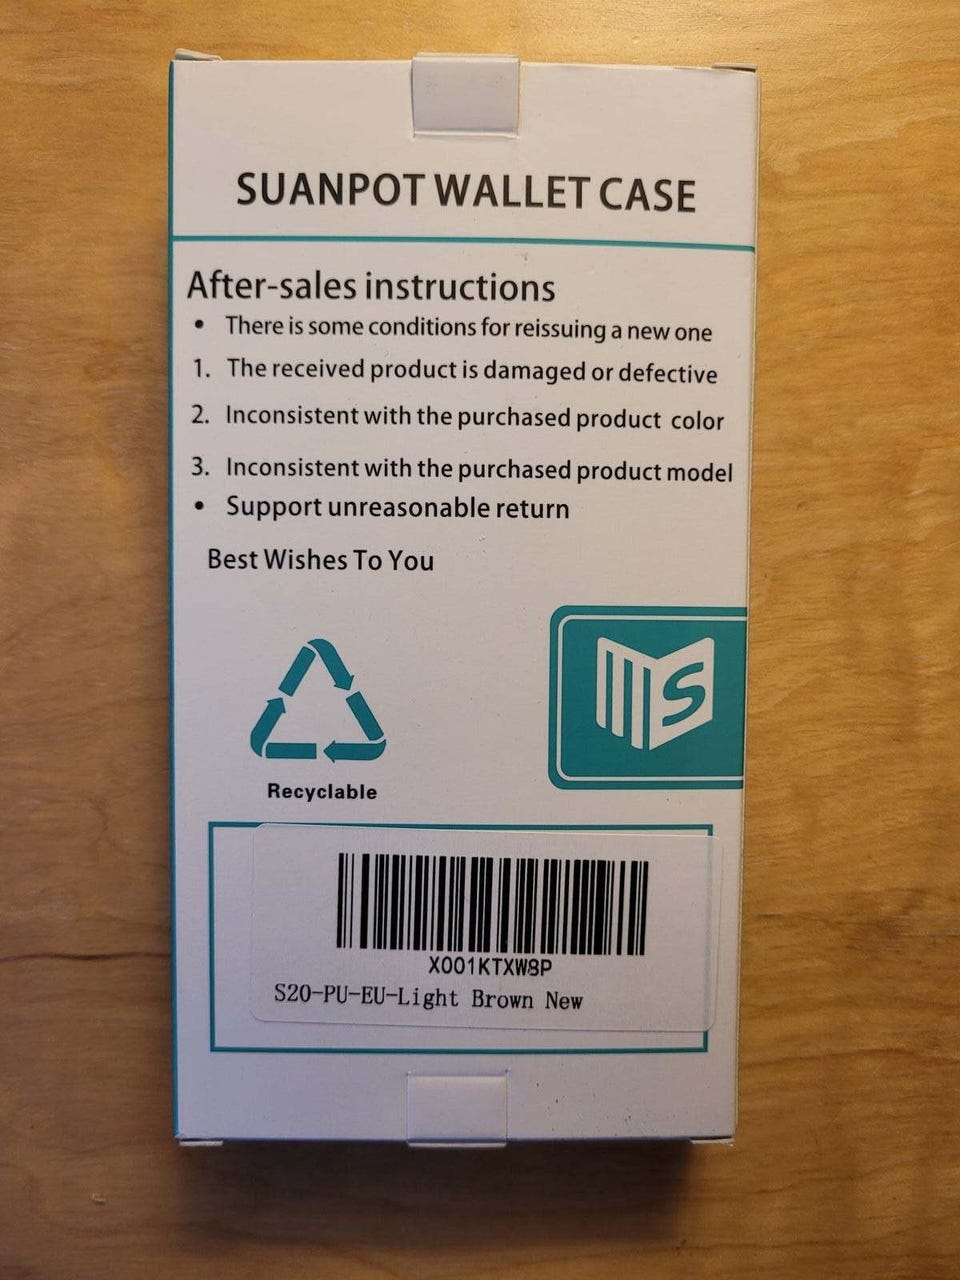 SUANPOT WALLET CASE
After-sales instructions
• There is some conditions for reissuing a new one
1. The received product is damaged or defective
2. Inconsistent with the purchased product color
3. Inconsistent with the purchased product model
• Support unreasonable return
Best Wishes To You
MS
Recyclable
X001KTXW8P
S20-PU-EU-Light Brown New